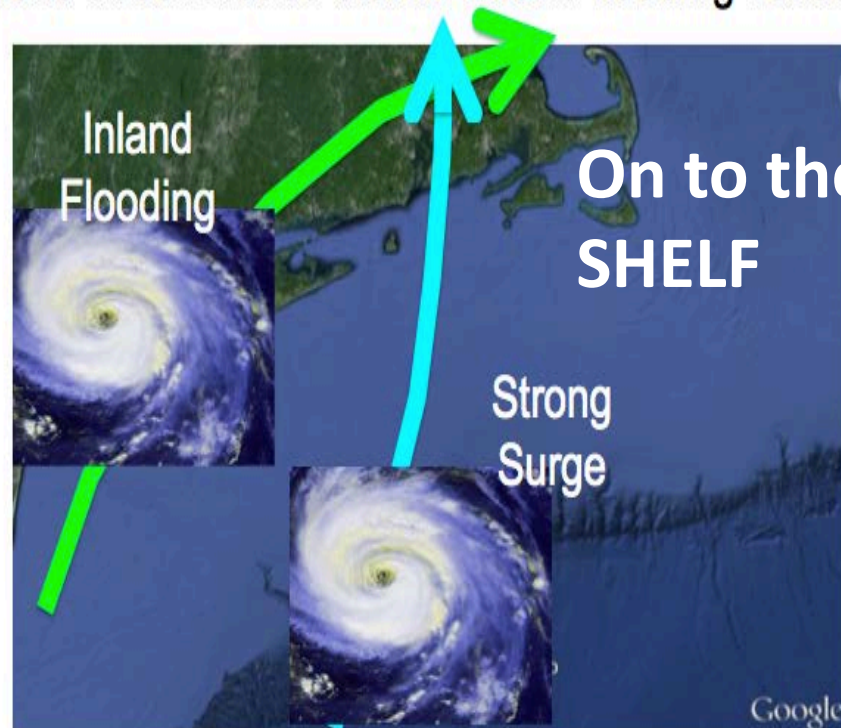 Inland
Flooding
On to the
SHELF
Strong
Surge
Google